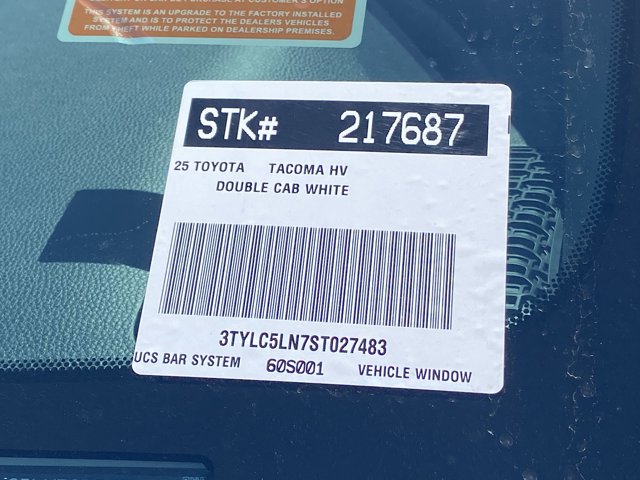 THIS SYSTEM IS AN UPGRADE TO THE FACTORY INSTALLED
SYSTEM AND IS TO PROTECT THE DEALERS VEHICLES
FROM THEFT WHILE PARKED ON DEALERSHIP PREMISES.
STK# 217687
25 TOYOTA TACOMA HV
DOUBLE CAB WHITE
3TYLC5LN7ST027483
UCS BAR SYSTEM 60S001 VEHICLE WINDOW